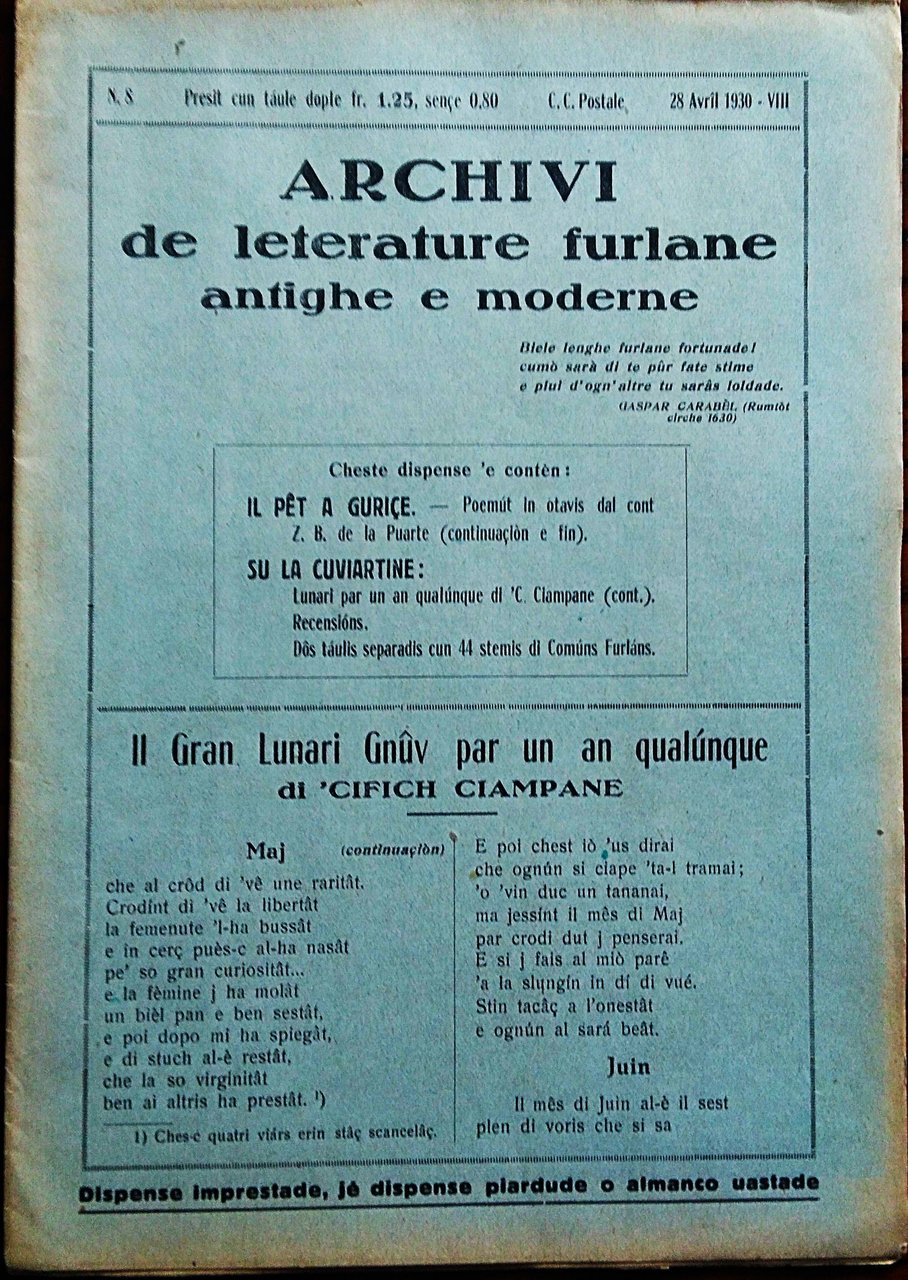 N. 8 Presit cun táule dople fr. 1.25, sençe 0,80 C. C. Postale 28 Avrîl 1930 - VIII
ARCHIVI
de leterature furlane
antighe e moderne
Biele lenghe furlane fortunade!
cumò sarà di te pûr fate stime
e plui d'ogn'altre tu sarâs loldade.
GASPAR CARABÈL (Rumtòt
cirche 1630)
Cheste dispense 'e contèn:
IL PÊT A GURIÇE. — Poemút in otavis dal cont
Z. B. de la Puarte (continuaçiòn e fin).
SU LA CUVIARTINE:
Lunari par un an qualúnque di 'C. Ciampane (cont.).
Recensións.
Dôs táulis separadis cun 44 stemis di Comúns Furláns.
Il Gran Lunari Gnûv par un an qualúnque
di 'CIFICH CIAMPANE
Maj (continuaçiòn)
che al crôd di 'vê une raritât.
Crodínt di 'vê la libertât
la femenute 'l-ha bussât
e in cerç puès-c al-ha nasât
pe' so gran curiositât...
e la fèmine j ha molât
un bièl pan e ben sestât,
e poi dopo mi ha spiegât,
e di stuch al-è restât,
che la so virginitât
ben ai altris ha prestât. ¹)
1) Ches-c quatri viárs erin stâç scancelâç.
E poi chest iò 'us dirai
che ognún si ciape 'ta-l tramai;
'o 'vin duc un tananai,
ma jessínt il mês di Maj
par crodi dut j penserai.
E si j fais al miò parê
'a la slungín in dí di vué.
Stin tacâç a l'onestât
e ognún al sará beât.
Juin
Il mês di Juin al-è il sest
plen di voris che si sa
Dispense imprestade, jé dispense piardude o almanco uastade